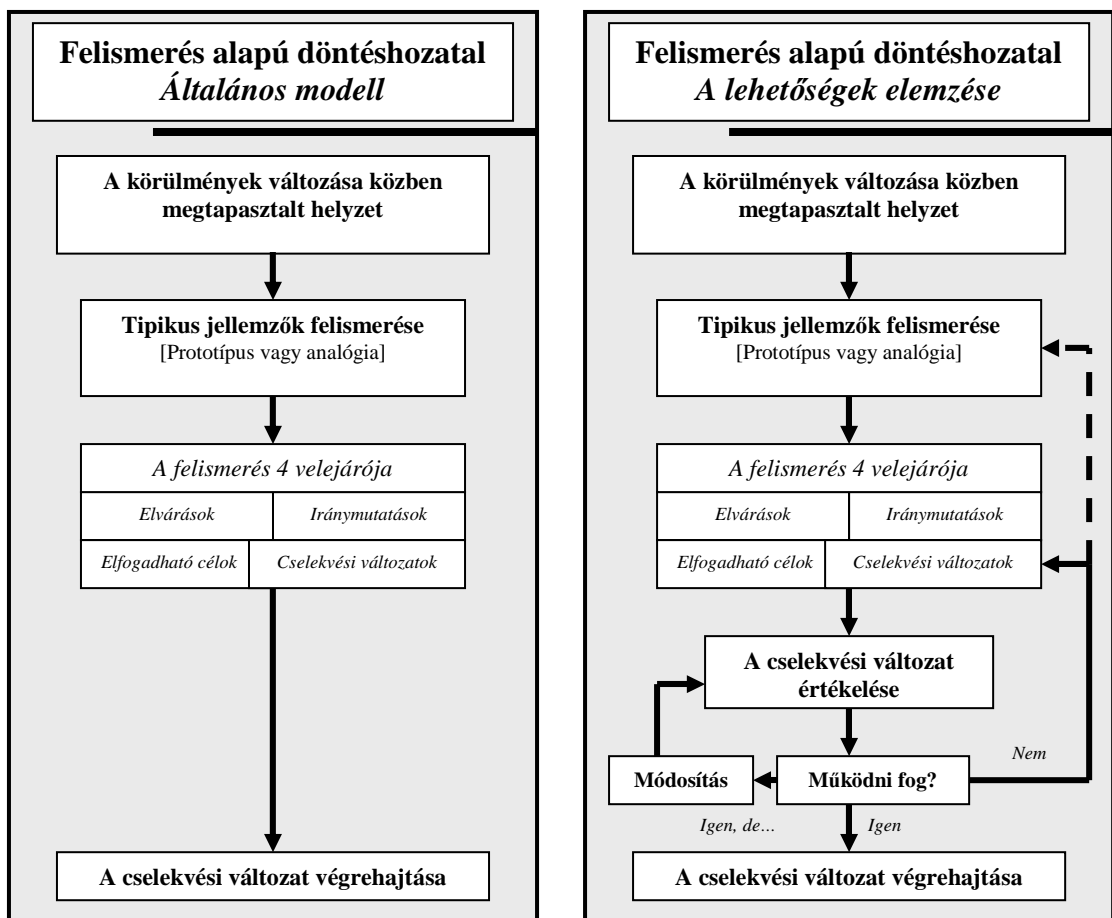 Felismerés alapú döntéshozatal
Általános modell
A körülmények változása közben
megtapasztalt helyzet
Tipikus jellemzők felismerése
[Prototípus vagy analógia]
A felismerés 4 velejárója
Elvárások
Iránymutatások
Elfogadható célok
Cselekvési változatok
A cselekvési változat végrehajtása
Felismerés alapú döntéshozatal
A lehetőségek elemzése
A körülmények változása közben
megtapasztalt helyzet
Tipikus jellemzők felismerése
[Prototípus vagy analógia]
A felismerés 4 velejárója
Elvárások
Iránymutatások
Elfogadható célok
Cselekvési változatok
A cselekvési változat
értékelése
Nem
Módosítás
Működni fog?
Igen, de…
Igen
A cselekvési változat végrehajtása